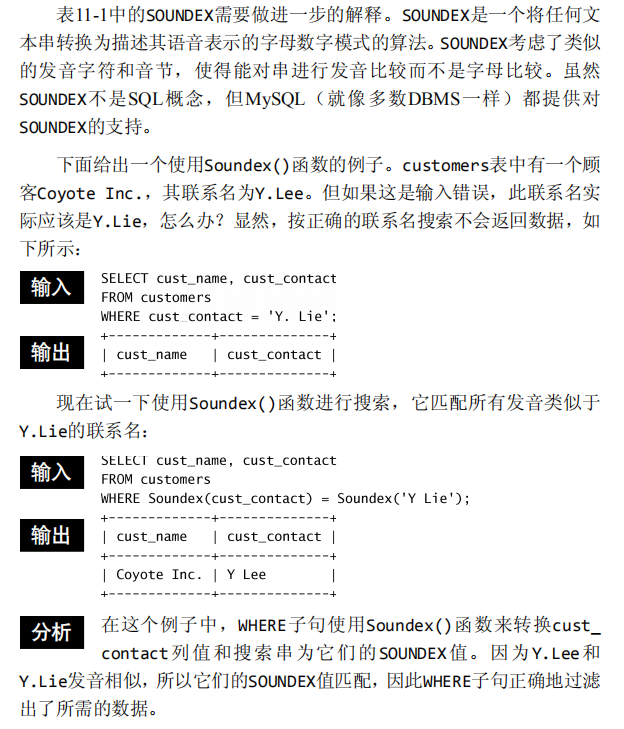 表11-1中的SOUNDEX需要做进一步的解释。SOUNDEX是一个将任何文
本串转换为描述其语音表示的字母数字模式的算法。SOUNDEX考虑了类似
的发音字符和音节，使得能对串进行发音比较而不是字母比较。虽然
SOUNDEX不是SQL概念，但MySQL（就像多数DBMS一样）都提供对
SOUNDEX的支持。
下面给出一个使用Soundex()函数的例子。customers表中有一个顾
客Coyote Inc.，其联系名为Y.Lee。但如果这是输入错误，此联系名实
际应该是Y.Lie，怎么办？显然，按正确的联系名搜索不会返回数据，如
下所示：
输入
SELECT cust_name, cust_contact
FROM customers
WHERE cust_contact = 'Y. Lie';
输出
+-------------+--------------+
| cust_name   | cust_contact |
+-------------+--------------+
现在试一下使用Soundex()函数进行搜索，它匹配所有发音类似于
Y.Lie的联系名：
输入
SELECT cust_name, cust_contact
FROM customers
WHERE Soundex(cust_contact) = Soundex('Y Lie');
输出
+-------------+--------------+
| cust_name   | cust_contact |
+-------------+--------------+
| Coyote Inc. | Y Lee        |
+-------------+--------------+
分析
在这个例子中，WHERE子句使用Soundex()函数来转换cust_
contact列值和搜索串为它们的SOUNDEX值。因为Y.Lee和
Y.Lie发音相似，所以它们的SOUNDEX值匹配，因此WHERE子句正确地过滤
出了所需的数据。